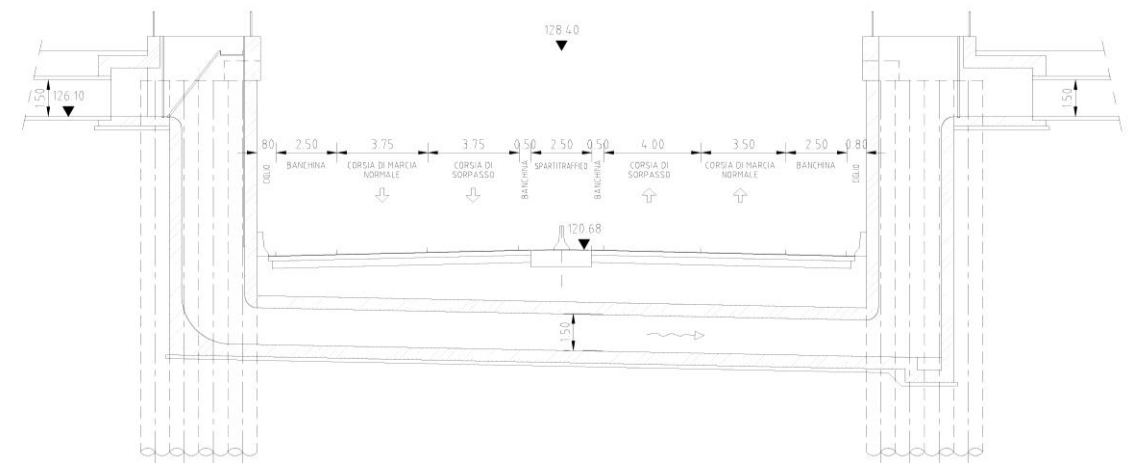 128.40
1.50
126.10
1.50
.80
2.50
3.75
3.75
0.50
2.50
0.50
4.00
3.50
2.50
0.80
CIGLIO
BANCHINA
CORSIA DI MARCIA
NORMALE
CORSIA DI
SORPASSO
BANCHINA
SPARTITRAFFICO
BANCHINA
CORSIA DI
SORPASSO
CORSIA DI MARCIA
NORMALE
BANCHINA
CIGLIO
120.68
1.50